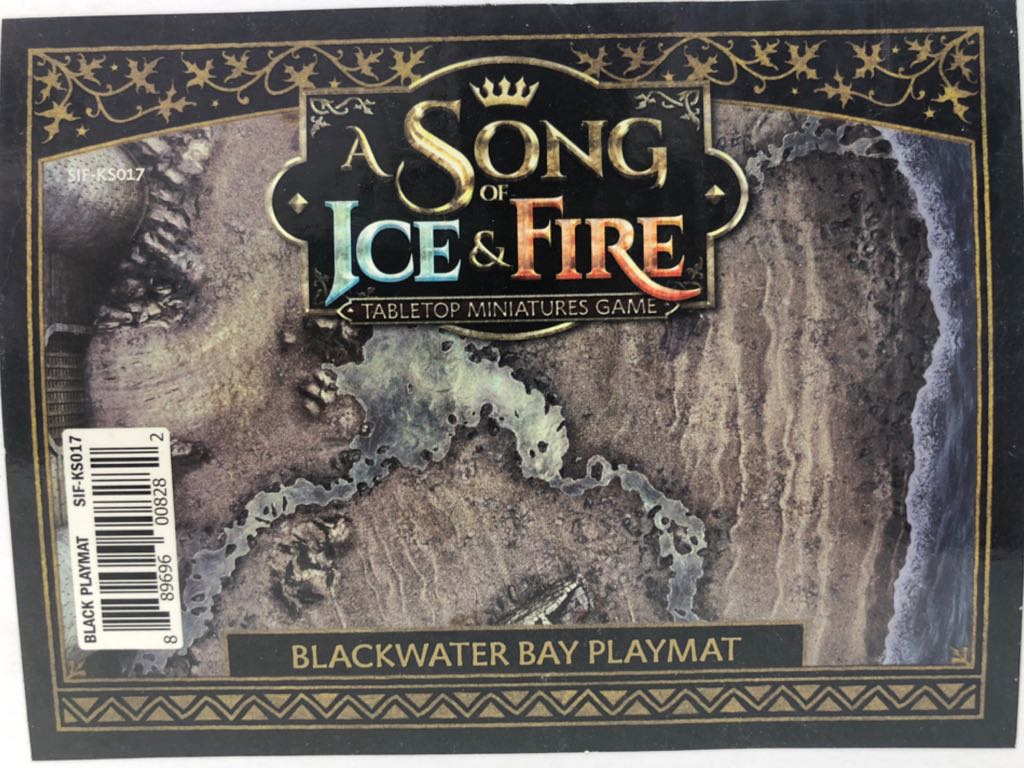 SIF-KS017
A SONG
OF
ICE & FIRE
TABLETOP MINIATURES GAME
BLACK PLAYMAT SIF-KS017
8 89696 00828 2
BLACKWATER BAY PLAYMAT